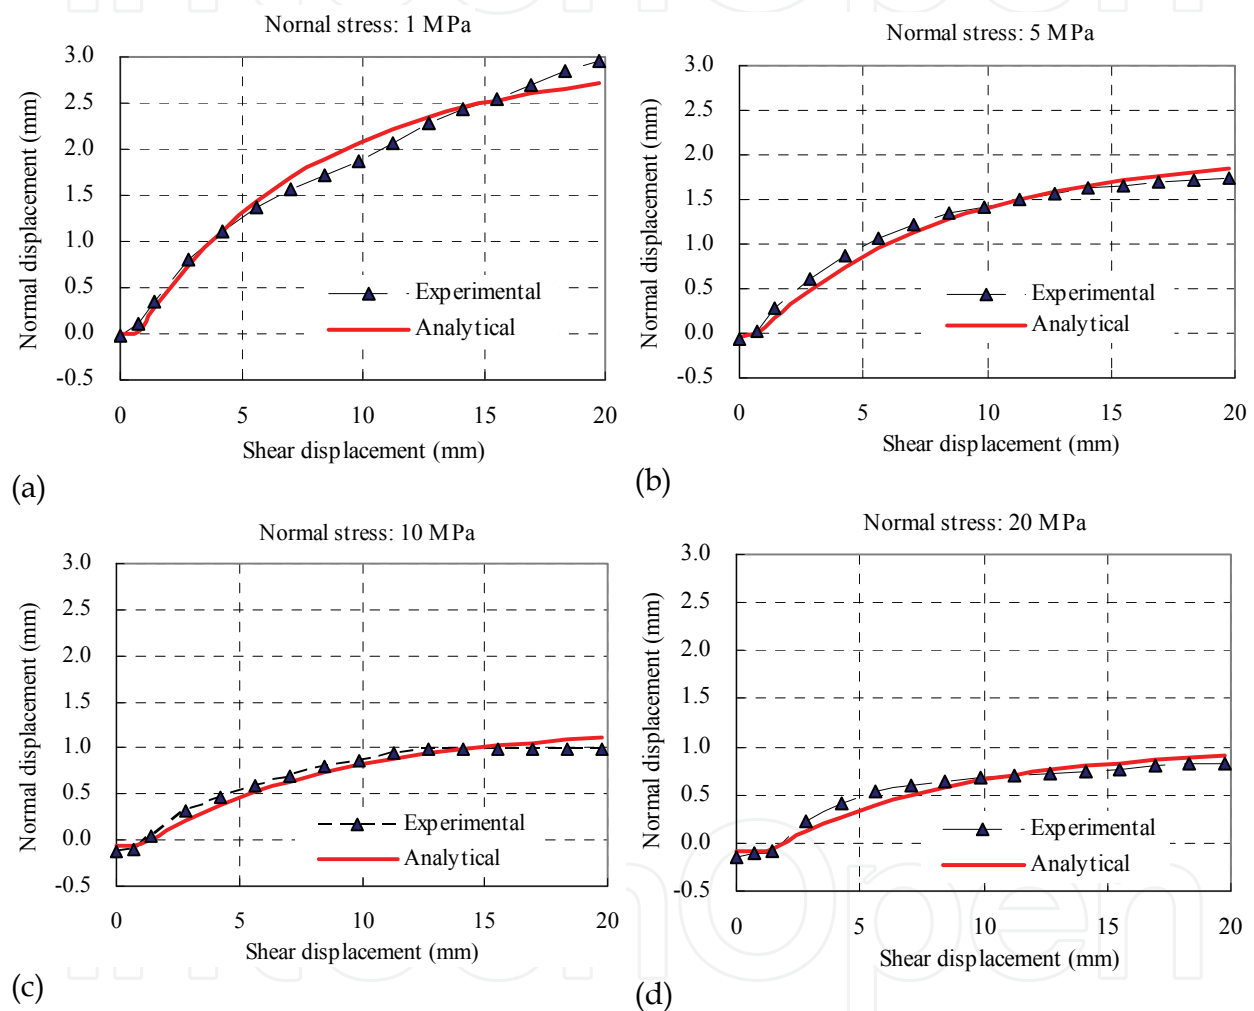 Nornal stress: 1 MPa
3.0
2.5
2.0
1.5
1.0
0.5
0.0
-0.5
Normal displacement (mm)
Experimental
Analytical
0 5 10 15 20
Shear displacement (mm)
(a)
Normal stress: 5 MPa
3.0
2.5
2.0
1.5
1.0
0.5
0.0
-0.5
Normal displacement (mm)
Experimental
Analytical
0 5 10 15 20
Shear displacement (mm)
(b)
Normal stress: 10 MPa
3.0
2.5
2.0
1.5
1.0
0.5
0.0
-0.5
Normal displacement (mm)
Experimental
Analytical
0 5 10 15 20
Shear displacement (mm)
(c)
Normal stress: 20 MPa
3.0
2.5
2.0
1.5
1.0
0.5
0.0
-0.5
Normal displacement (mm)
Experimental
Analytical
0 5 10 15 20
Shear displacement (mm)
(d)
intechopen
intechopen